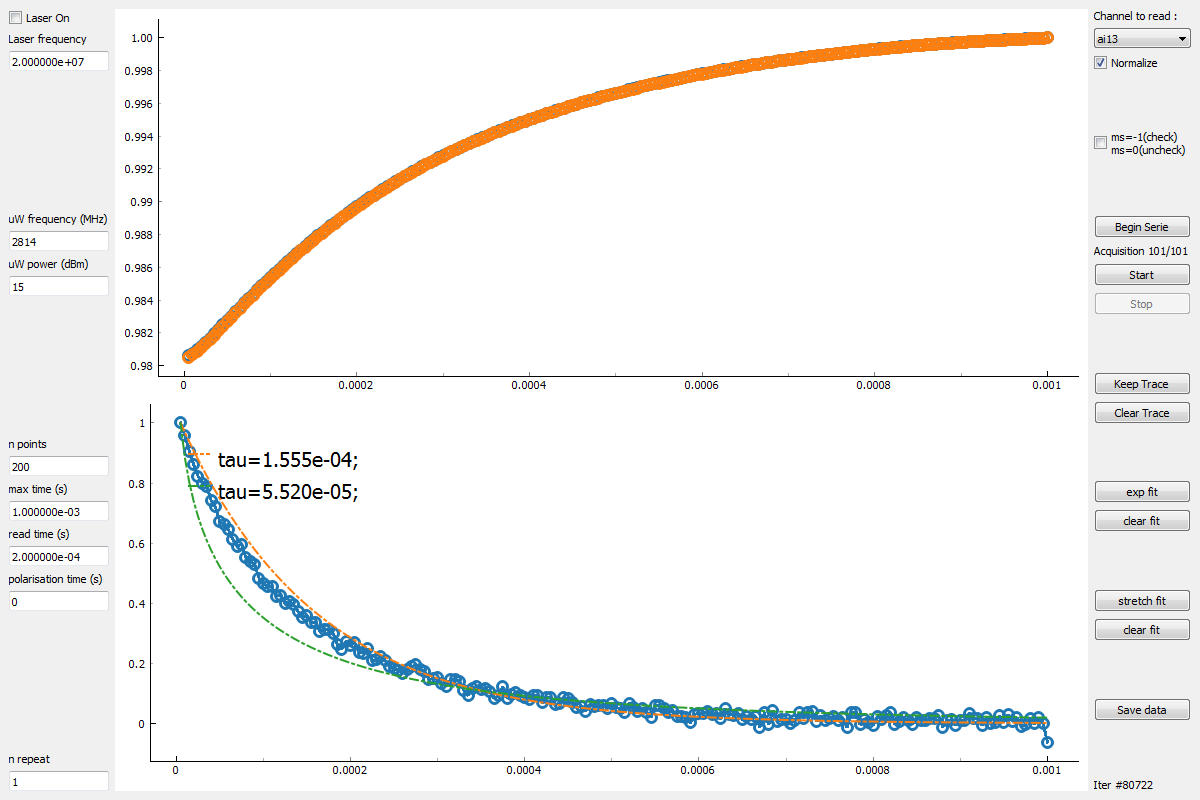 Laser On
Laser frequency
2.000000e+07
uW frequency (MHz)
2814
uW power (dBm)
15
n points
200
max time (s)
1.000000e-03
read time (s)
2.000000e-04
polarisation time (s)
0
n repeat
1
1.00
0.998
0.996
0.994
0.992
0.99
0.988
0.986
0.984
0.982
0.98
0 0.0002 0.0004 0.0006 0.0008 0.001
1
0.8
0.6
0.4
0.2
0
tau=1.555e-04;
tau=5.520e-05;
0 0.0002 0.0004 0.0006 0.0008 0.001
Channel to read :
ai13
Normalize
ms=-1(check)
ms=0(uncheck)
Begin Serie
Acquisition 101/101
Start
Stop
Keep Trace
Clear Trace
exp fit
clear fit
stretch fit
clear fit
Save data
Iter #80722